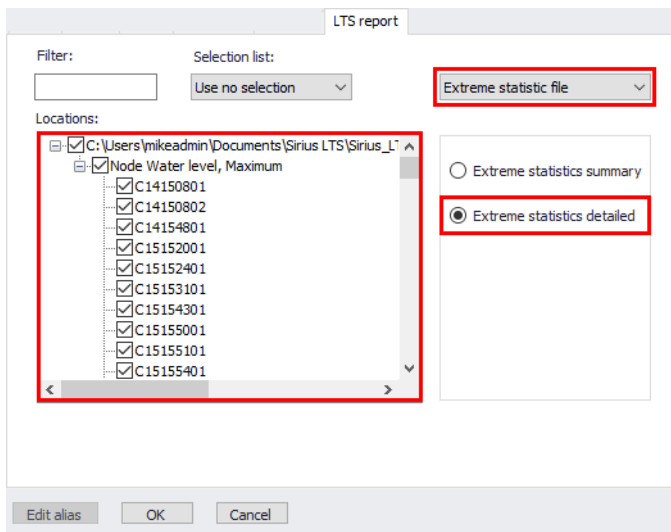 LTS report
Filter:
Selection list:
Use no selection
Extreme statistic file
Locations:
C:\Users\mikeadmin\Documents\Sirius LTS\Sirius_LT
Node Water level, Maximum
C14150801
C14150802
C14154801
C15152001
C15152401
C15153101
C15154301
C15155001
C15155101
C15155401
Extreme statistics summary
Extreme statistics detailed
Edit alias
OK
Cancel